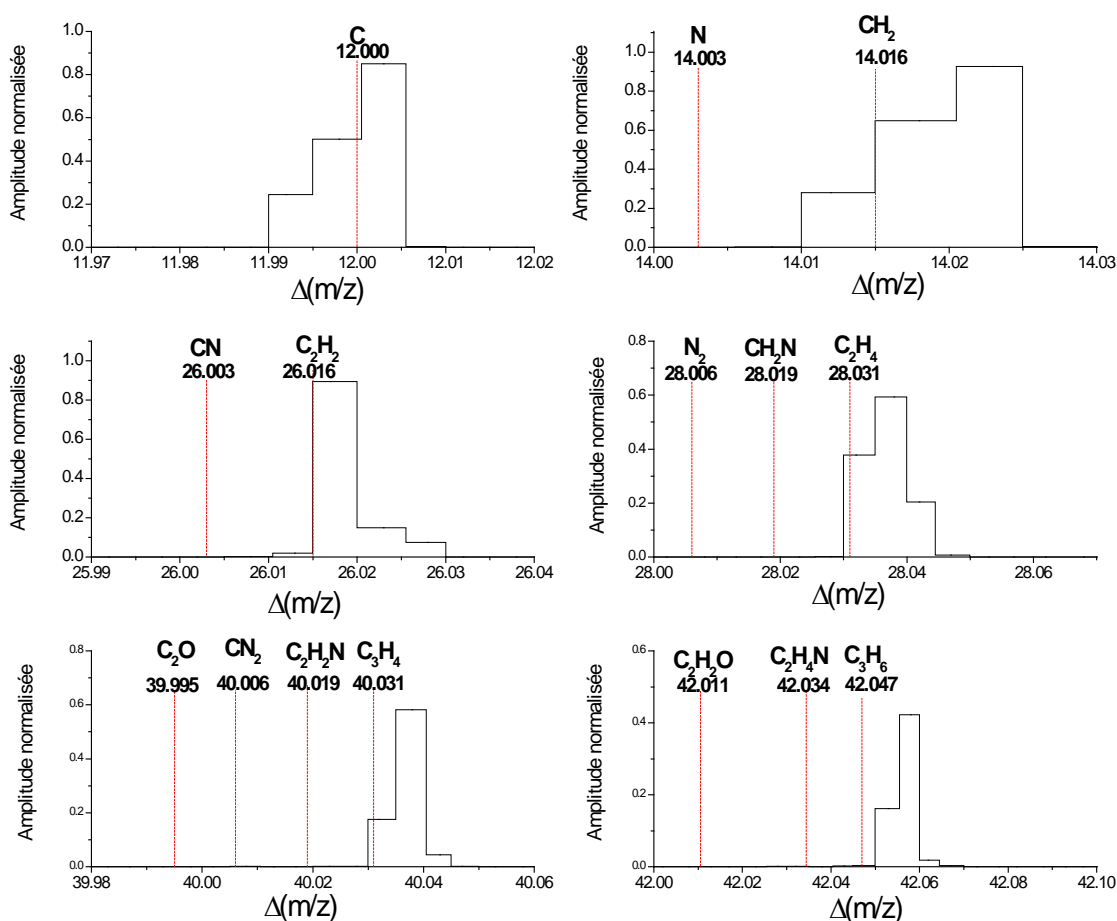 C
12.000
Amplitude normalisée
1.0
0.8
0.6
0.4
0.2
0.0
11.97 11.98 11.99 12.00 12.01 12.02
Δ(m/z)
N
14.003
CH₂
14.016
Amplitude normalisée
1.0
0.8
0.6
0.4
0.2
0.0
14.00 14.01 14.02 14.03
Δ(m/z)
CN
26.003
C₂H₂
26.016
Amplitude normalisée
1.0
0.8
0.6
0.4
0.2
0.0
25.99 26.00 26.01 26.02 26.03 26.04
Δ(m/z)
N₂
28.006
CH₂N
28.019
C₂H₄
28.031
Amplitude normalisée
0.8
0.6
0.4
0.2
0.0
28.00 28.02 28.04 28.06
Δ(m/z)
C₂O
39.995
CN₂
40.006
C₂H₂N
40.019
C₃H₄
40.031
Amplitude normalisée
0.8
0.6
0.4
0.2
0.0
39.98 40.00 40.02 40.04 40.06
Δ(m/z)
C₂H₂O
42.011
C₂H₄N
42.034
C₃H₆
42.047
Amplitude normalisée
0.6
0.4
0.2
0.0
42.00 42.02 42.04 42.06 42.08 42.10
Δ(m/z)